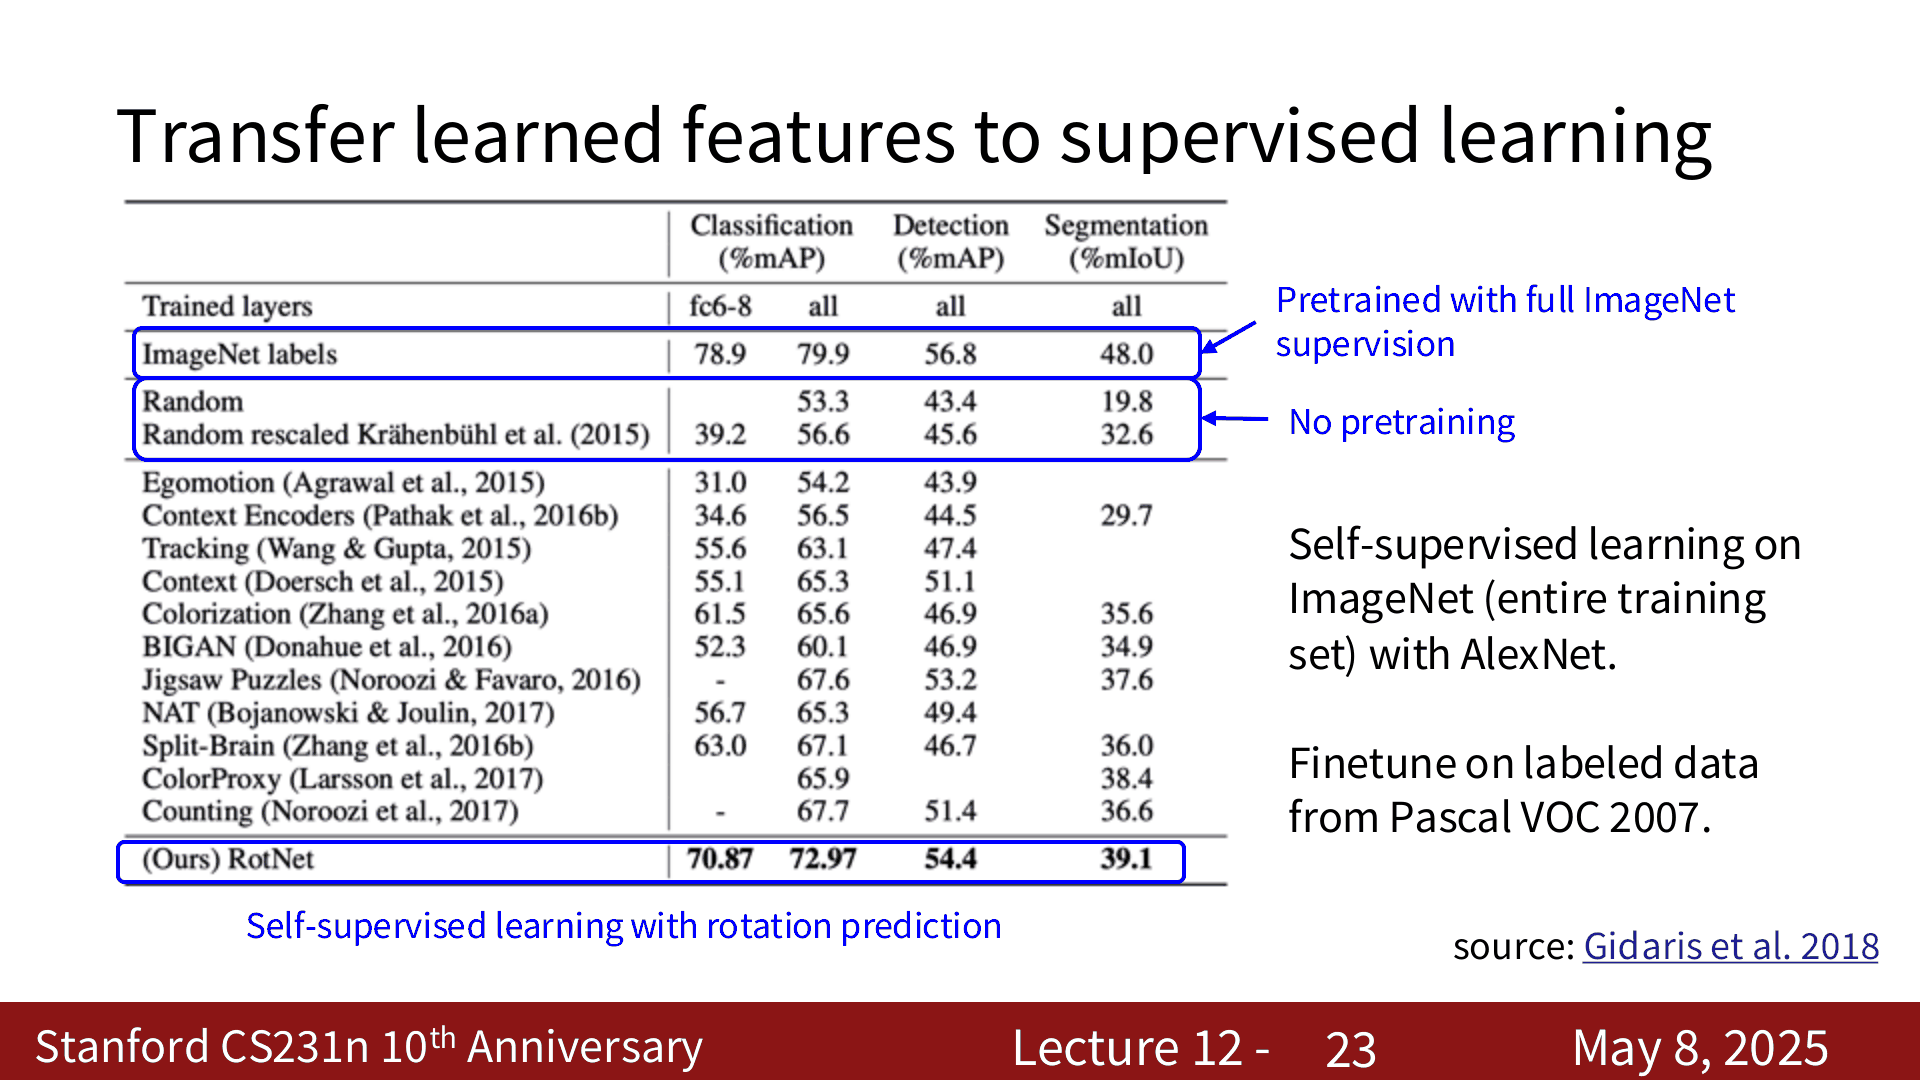 Transfer learned features to supervised learning
Classification Detection Segmentation
(%mAP) (%mAP) (%mIoU)
Trained layers fc6-8 all all all
ImageNet labels 78.9 79.9 56.8 48.0
Random 53.3 43.4 19.8
Random rescaled Krähenbühl et al. (2015) 39.2 56.6 45.6 32.6
Egomotion (Agrawal et al., 2015) 31.0 54.2 43.9
Context Encoders (Pathak et al., 2016b) 34.6 56.5 44.5 29.7
Tracking (Wang & Gupta, 2015) 55.6 63.1 47.4
Context (Doersch et al., 2015) 55.1 65.3 51.1
Colorization (Zhang et al., 2016a) 61.5 65.6 46.9 35.6
BIGAN (Donahue et al., 2016) 52.3 60.1 46.9 34.9
Jigsaw Puzzles (Noroozi & Favaro, 2016) - 67.6 53.2 37.6
NAT (Bojanowski & Joulin, 2017) 56.7 65.3 49.4
Split-Brain (Zhang et al., 2016b) 63.0 67.1 46.7 36.0
ColorProxy (Larsson et al., 2017) 65.9 38.4
Counting (Noroozi et al., 2017) - 67.7 51.4 36.6
(Ours) RotNet 70.87 72.97 54.4 39.1
Self-supervised learning with rotation prediction
Pretrained with full ImageNet
supervision
No pretraining
Self-supervised learning on
ImageNet (entire training
set) with AlexNet.
Finetune on labeled data
from Pascal VOC 2007.
source: Gidaris et al. 2018
Stanford CS231n 10th Anniversary Lecture 12 - 23 May 8, 2025